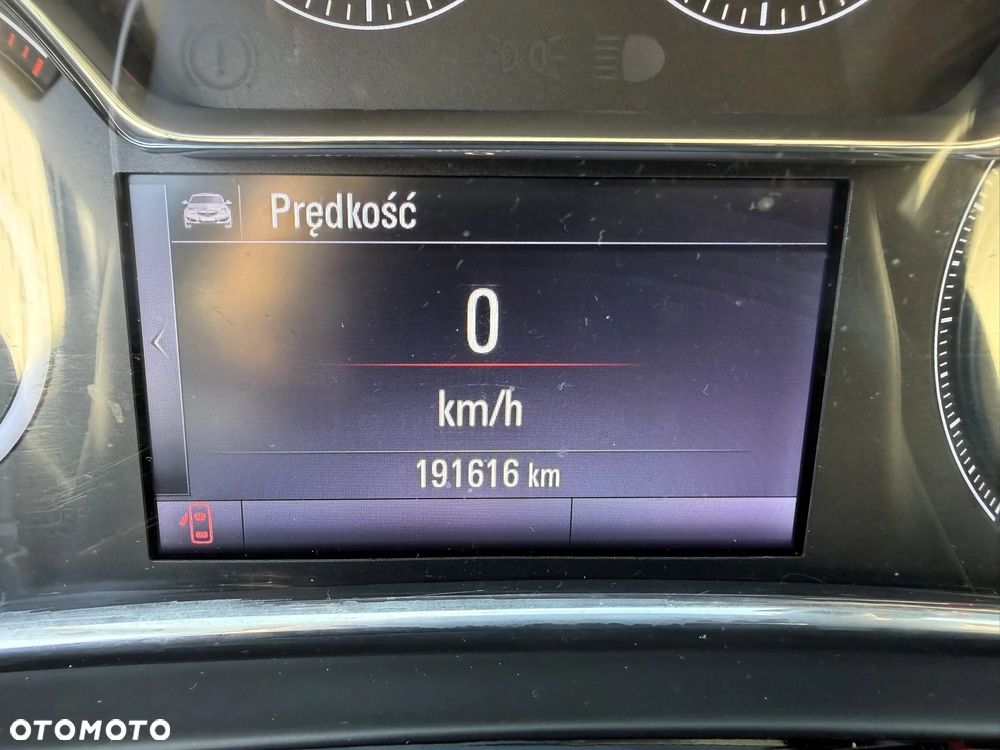 Prędkość
0
km/h
191616 km
OTOMOTO